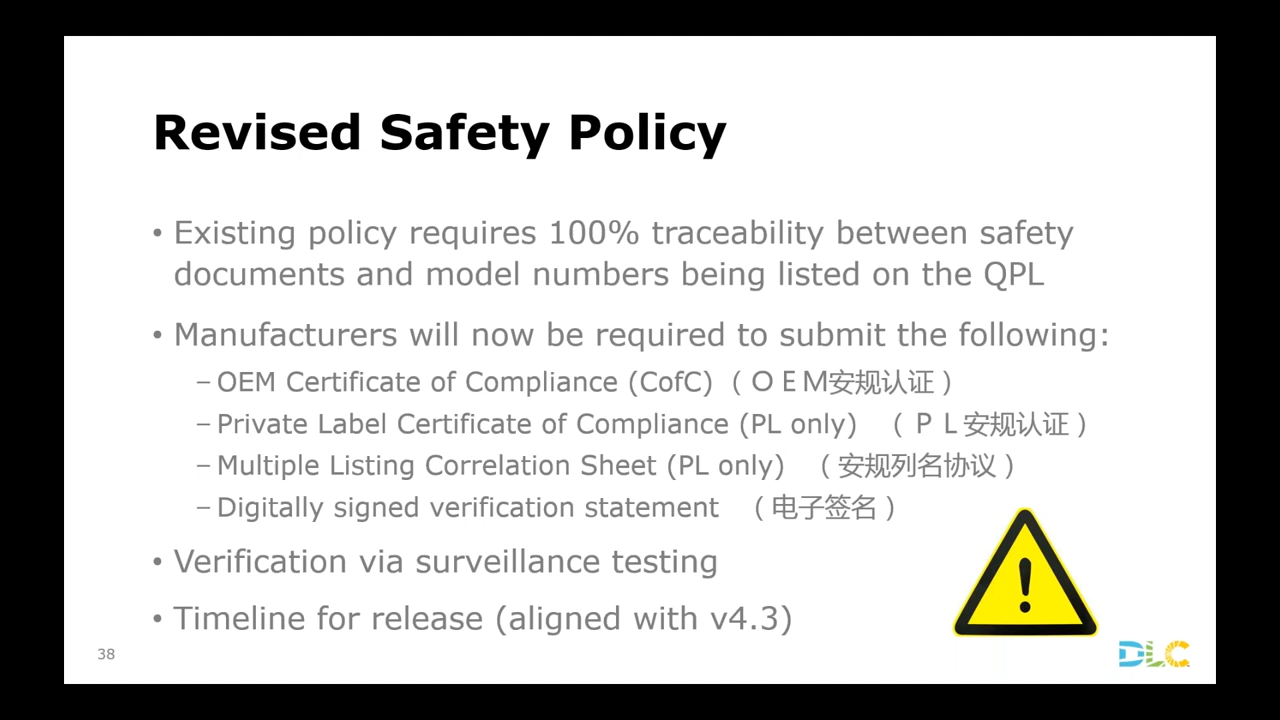 Revised Safety Policy
• Existing policy requires 100% traceability between safety
documents and model numbers being listed on the QPL
• Manufacturers will now be required to submit the following:
– OEM Certificate of Compliance (CofC) （ＯＥＭ安规认证）
– Private Label Certificate of Compliance (PL only) （ＰＬ安规认证）
– Multiple Listing Correlation Sheet (PL only) （安规列名协议）
– Digitally signed verification statement （电子签名）
• Verification via surveillance testing
• Timeline for release (aligned with v4.3)
38
DLC